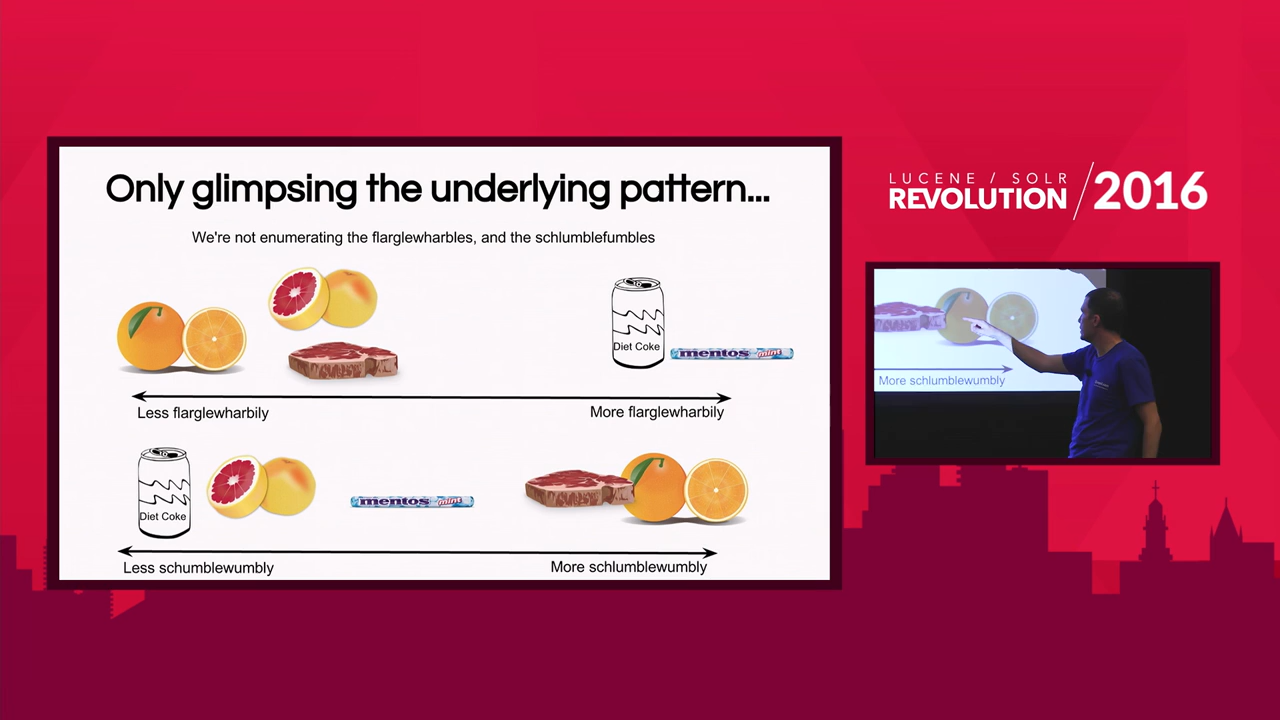 Only glimpsing the underlying pattern...
We're not enumerating the flarglewharbles, and the schlumblefumbles
Diet Coke
mentos mint
Less flarglewharbily
More flarglewharbily
Diet Coke
mentos mint
Less schumblewumbly
More schlumblewumbly
LUCENE / SOLR
REVOLUTION / 2016
More schlumblewumbly